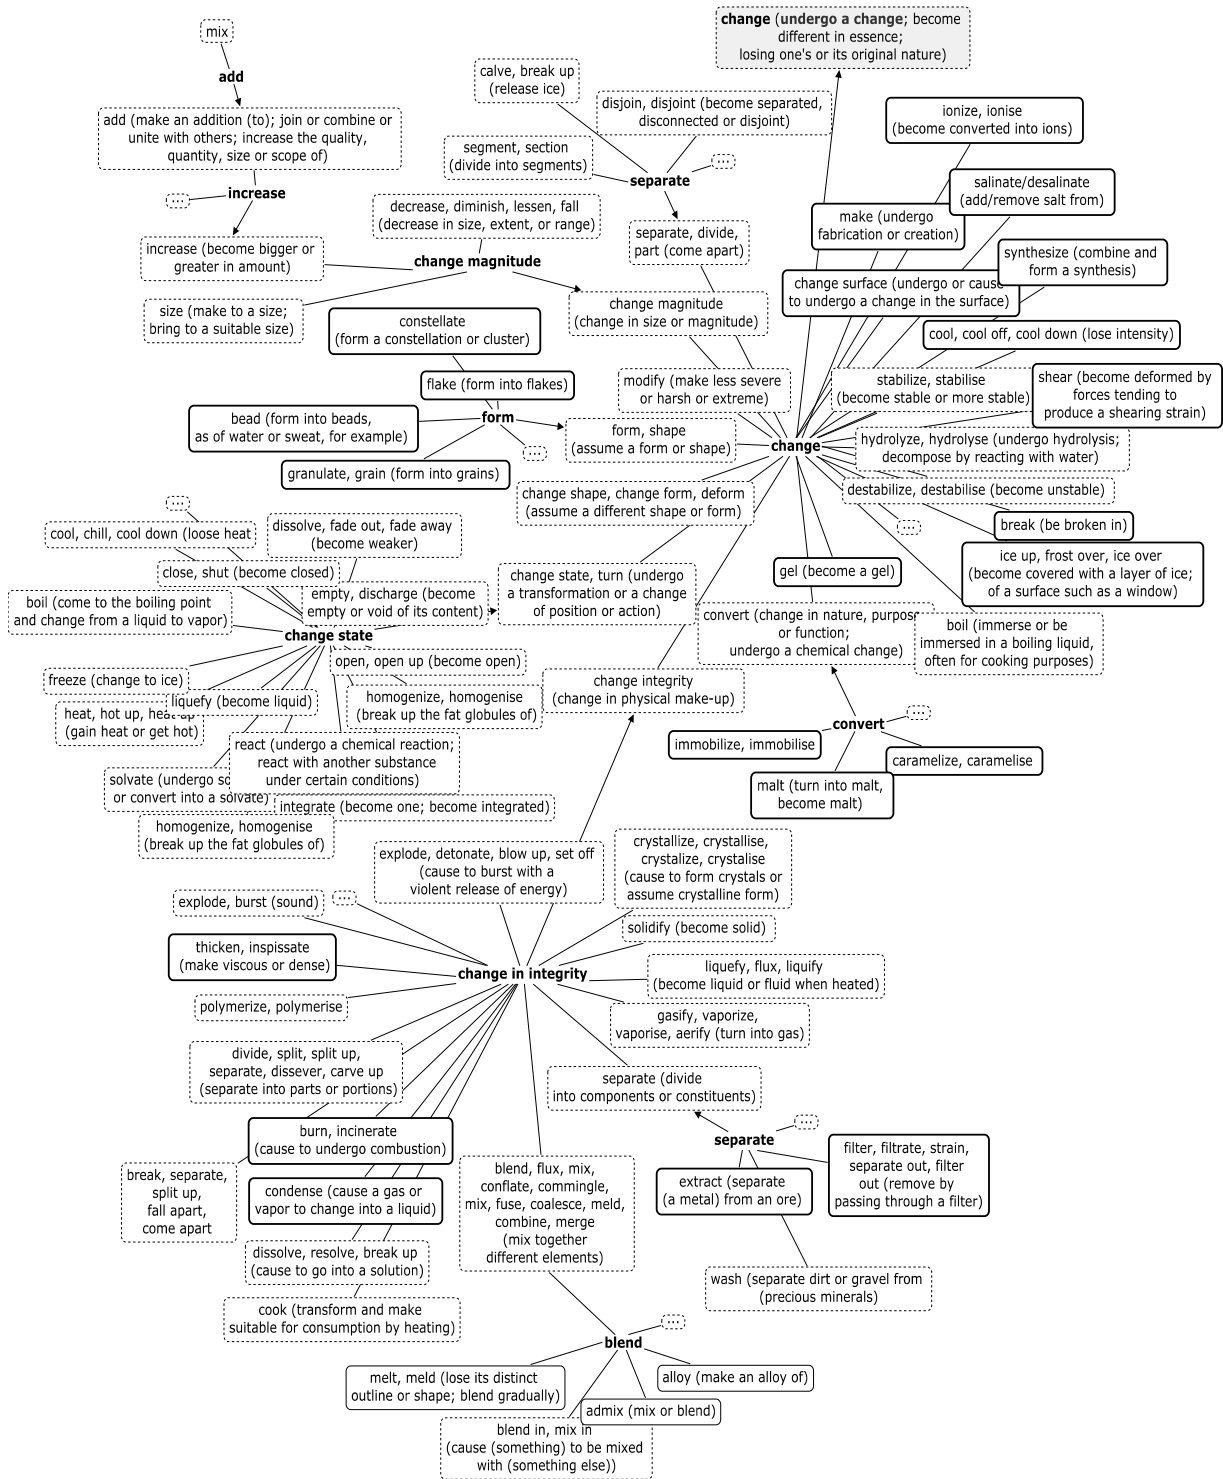 mix
add
add (make an addition (to); join or combine or
unite with others; increase the quality,
quantity, size or scope of)
...
increase
increase (become bigger or
greater in amount)
change (undergo a change; become
different in essence;
losing one's or its original nature)
calve, break up
(release ice)
disjoin, disjoint (become separated,
disconnected or disjoint)
segment, section
(divide into segments)
...
separate
separate, divide,
part (come apart)
decrease, diminish, lessen, fall
(decrease in size, extent, or range)
change magnitude
size (make to a size;
bring to a suitable size)
change magnitude
(change in size or magnitude)
ionize, ionise
(become converted into ions)
salinate/desalinate
(add/remove salt from)
make (undergo
fabrication or creation)
synthesize (combine and
form a synthesis)
change surface (undergo or cause
to undergo a change in the surface)
cool, cool off, cool down (lose intensity)
constellate
(form a constellation or cluster)
flake (form into flakes)
bead (form into beads,
as of water or sweat, for example)
form
...
granulate, grain (form into grains)
form, shape
(assume a form or shape)
modify (make less severe
or harsh or extreme)
stabilize, stabilise
(become stable or more stable)
shear (become deformed by
forces tending to
produce a shearing strain)
change
hydrolyze, hydrolyse (undergo hydrolysis;
decompose by reacting with water)
destabilize, destabilise (become unstable)
...
break (be broken in)
ice up, frost over, ice over
(become covered with a layer of ice;
of a surface such as a window)
change shape, change form, deform
(assume a different shape or form)
gel (become a gel)
boil (immerse or be
immersed in a boiling liquid,
often for cooking purposes)
...
cool, chill, cool down (loose heat
dissolve, fade out, fade away
(become weaker)
close, shut (become closed)
empty, discharge (become
empty or void of its content)
boil (come to the boiling point
and change from a liquid to vapor)
change state
change state, turn (undergo
a transformation or a change
of position or action)
convert (change in nature, purpose
or function;
undergo a chemical change)
open, open up (become open)
freeze (change to ice)
liquefy (become liquid)
homogenize, homogenise
(break up the fat globules of)
heat, hot up, heat up
(gain heat or get hot)
change integrity
(change in physical make-up)
...
convert
immobilize, immobilise
caramelize, caramelise
malt (turn into malt,
become malt)
react (undergo a chemical reaction;
react with another substance
under certain conditions)
solvate (undergo
or convert into a solvate)
integrate (become one; become integrated)
homogenize, homogenise
(break up the fat globules of)
explode, detonate, blow up, set off
(cause to burst with a
violent release of energy)
crystallize, crystallise,
crystalize, crystalise
(cause to form crystals or
assume crystalline form)
explode, burst (sound)
...
solidify (become solid)
thicken, inspissate
(make viscous or dense)
change in integrity
liquefy, flux, liquify
(become liquid or fluid when heated)
polymerize, polymerise
gasify, vaporize,
vaporise, aerify (turn into gas)
divide, split, split up,
separate, dissever, carve up
(separate into parts or portions)
separate (divide
into components or constituents)
burn, incinerate
(cause to undergo combustion)
...
separate
filter, filtrate, strain,
separate out, filter
out (remove by
passing through a filter)
break, separate,
split up,
fall apart,
come apart
condense (cause a gas or
vapor to change into a liquid)
blend, flux, mix,
conflate, commingle,
mix, fuse, coalesce, meld,
combine, merge
(mix together
different elements)
extract (separate
(a metal) from an ore)
dissolve, resolve, break up
(cause to go into a solution)
wash (separate dirt or gravel from
(precious minerals)
cook (transform and make
suitable for consumption by heating)
...
blend
melt, meld (lose its distinct
outline or shape; blend gradually)
alloy (make an alloy of)
admix (mix or blend)
blend in, mix in
(cause (something) to be mixed
with (something else))